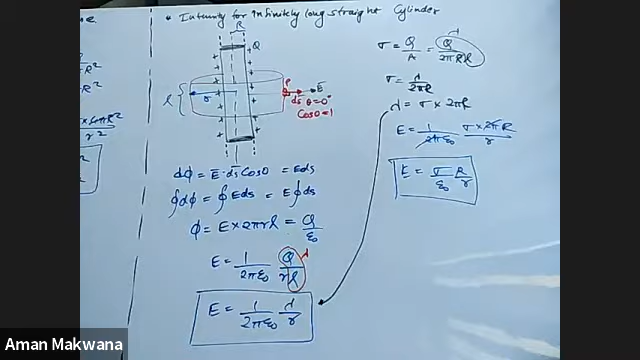 * Intensity for infinitely long straight Cylinder
R
Q
l
r
P
E
ds θ=0°
Cosθ=1
dϕ = E·ds Cosθ = Eds
∮dϕ = ∮Eds = E∮ds
ϕ = E×2πrl = Q/ε₀
E = 1/2πε₀ Q/rl λ
E = 1/2πε₀ λ/r
σ = Q/A = Q/2πRl λ
σ = λ/2πR
λ = σ × 2πR
E = 1/2πε₀ σ×2πR/r
E = σ/ε₀ R/r
Aman Makwana